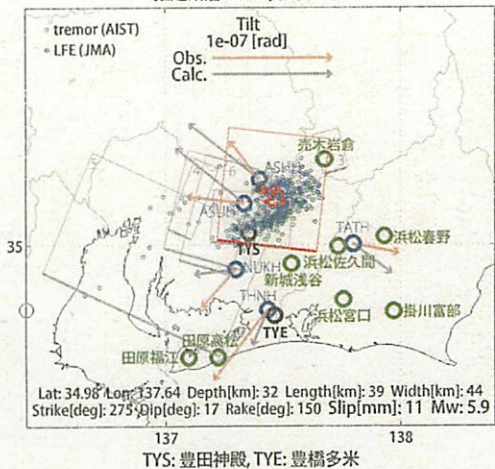 tremor (AIST)
LFE (JMA)
Tilt
1e-07 [rad]
Obs.
Calc.
売木岩倉
3
6
ASHH
ASUH
TYS
TATH
浜松春野
35
NUKH
浜松佐久間
新城浅谷
THNH
TYE
浜松宮口
掛川富部
田原高松
田原福江
Lat: 34.98 Lon: 137.64 Depth[km]: 32 Length[km]: 39 Width[km]: 44
Strike[deg]: 275 Dip[deg]: 17 Rake[deg]: 150 Slip[mm]: 11 Mw: 5.9
137
138
TYS: 豊田神殿, TYE: 豊橋多米